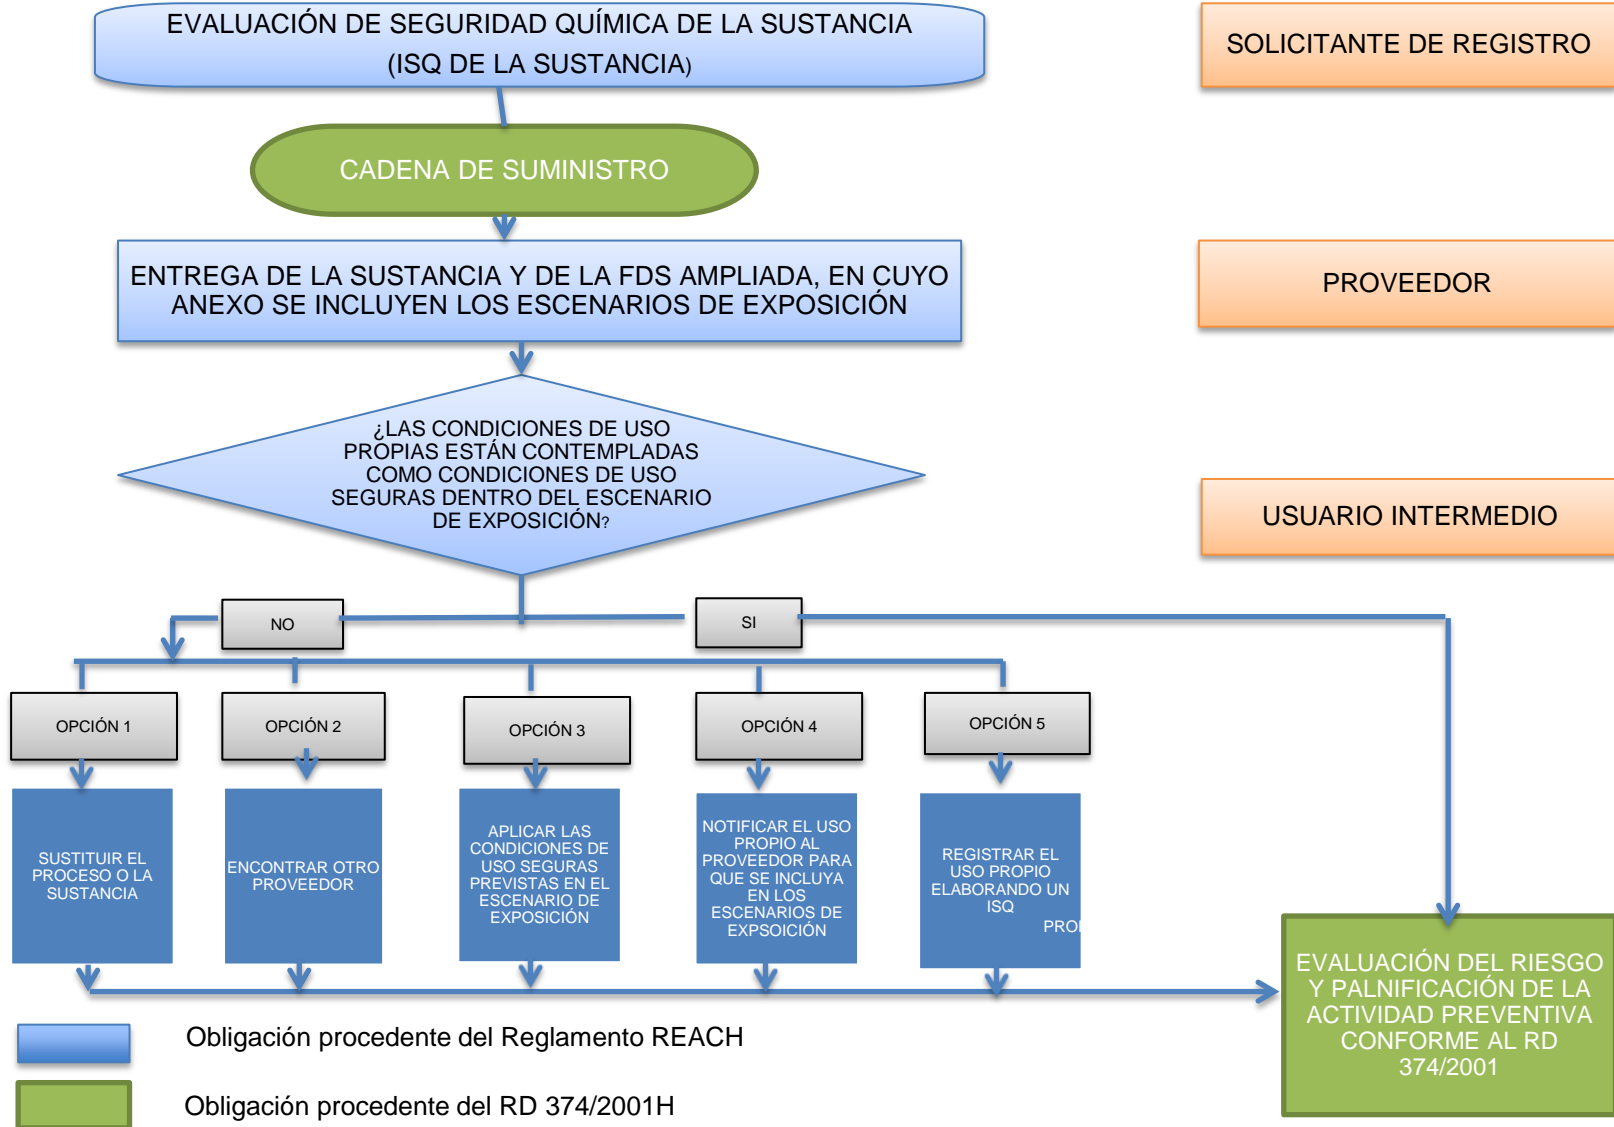 EVALUACIÓN DE SEGURIDAD QUÍMICA DE LA SUSTANCIA
(ISQ DE LA SUSTANCIA)
SOLICITANTE DE REGISTRO
CADENA DE SUMINISTRO
ENTREGA DE LA SUSTANCIA Y DE LA FDS AMPLIADA, EN CUYO
ANEXO SE INCLUYEN LOS ESCENARIOS DE EXPOSICIÓN
PROVEEDOR
¿LAS CONDICIONES DE USO
PROPIAS ESTÁN CONTEMPLADAS
COMO CONDICIONES DE USO
SEGURAS DENTRO DEL ESCENARIO
DE EXPOSICIÓN?
USUARIO INTERMEDIO
NO
SI
OPCIÓN 1
OPCIÓN 2
OPCIÓN 3
OPCIÓN 4
OPCIÓN 5
SUSTITUIR EL
PROCESO O LA
SUSTANCIA
ENCONTRAR OTRO
PROVEEDOR
APLICAR LAS
CONDICIONES DE
USO SEGURAS
PREVISTAS EN EL
ESCENARIO DE
EXPOSICIÓN
NOTIFICAR EL USO
PROPIO AL
PROVEEDOR PARA
QUE SE INCLUYA
EN LOS
ESCENARIOS DE
EXPSOICIÓN
REGISTRAR EL
USO PROPIO
ELABORANDO UN
ISQ
EVALUACIÓN DEL RIESGO
Y PALNIFICACIÓN DE LA
ACTIVIDAD PREVENTIVA
CONFORME AL RD
374/2001
Obligación procedente del Reglamento REACH
Obligación procedente del RD 374/2001H